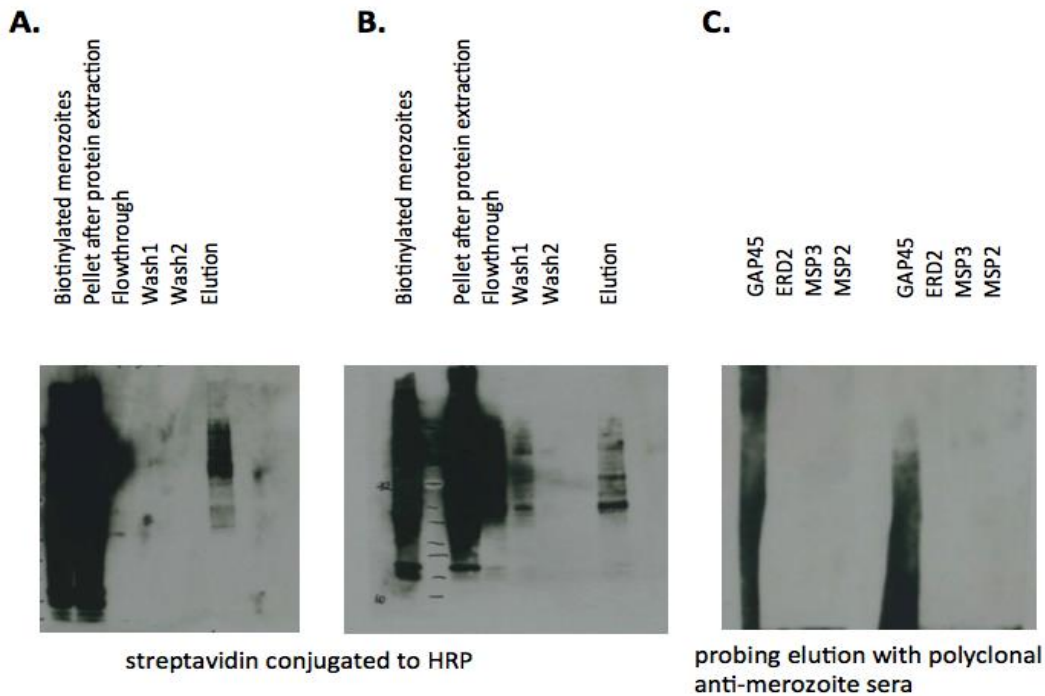 A.
Biotinylated merozoites
Pellet after protein extraction
Flowthrough
Wash1
Wash2
Elution
B.
Biotinylated merozoites
Pellet after protein extraction
Flowthrough
Wash1
Wash2
Elution
C.
GAP45
ERD2
MSP3
MSP2
GAP45
ERD2
MSP3
MSP2
streptavidin conjugated to HRP
probing elution with polyclonal
anti-merozoite sera